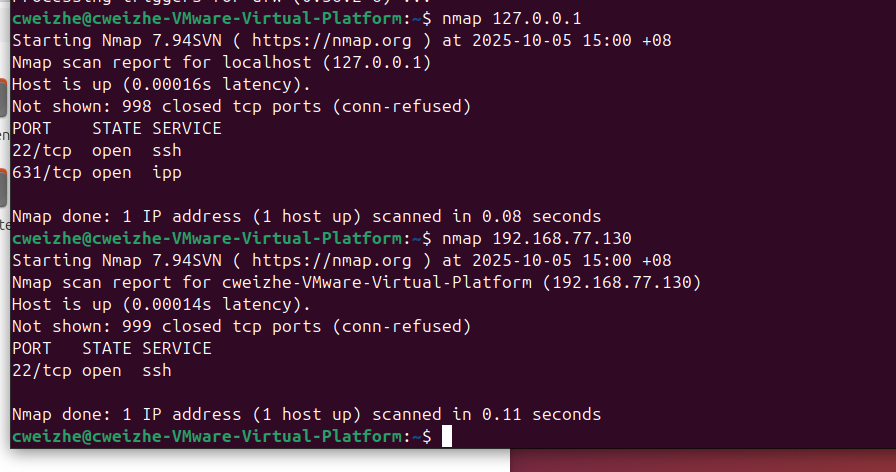 cweizhe@cweizhe-VMware-Virtual-Platform:~$ nmap 127.0.0.1
Starting Nmap 7.94SVN ( https://nmap.org ) at 2025-10-05 15:00 +08
Nmap scan report for localhost (127.0.0.1)
Host is up (0.00016s latency).
Not shown: 998 closed tcp ports (conn-refused)
PORT    STATE SERVICE
22/tcp  open  ssh
631/tcp open  ipp
Nmap done: 1 IP address (1 host up) scanned in 0.08 seconds
cweizhe@cweizhe-VMware-Virtual-Platform:~$ nmap 192.168.77.130
Starting Nmap 7.94SVN ( https://nmap.org ) at 2025-10-05 15:00 +08
Nmap scan report for cweizhe-VMware-Virtual-Platform (192.168.77.130)
Host is up (0.00014s latency).
Not shown: 999 closed tcp ports (conn-refused)
PORT   STATE SERVICE
22/tcp open  ssh
Nmap done: 1 IP address (1 host up) scanned in 0.11 seconds
cweizhe@cweizhe-VMware-Virtual-Platform:~$